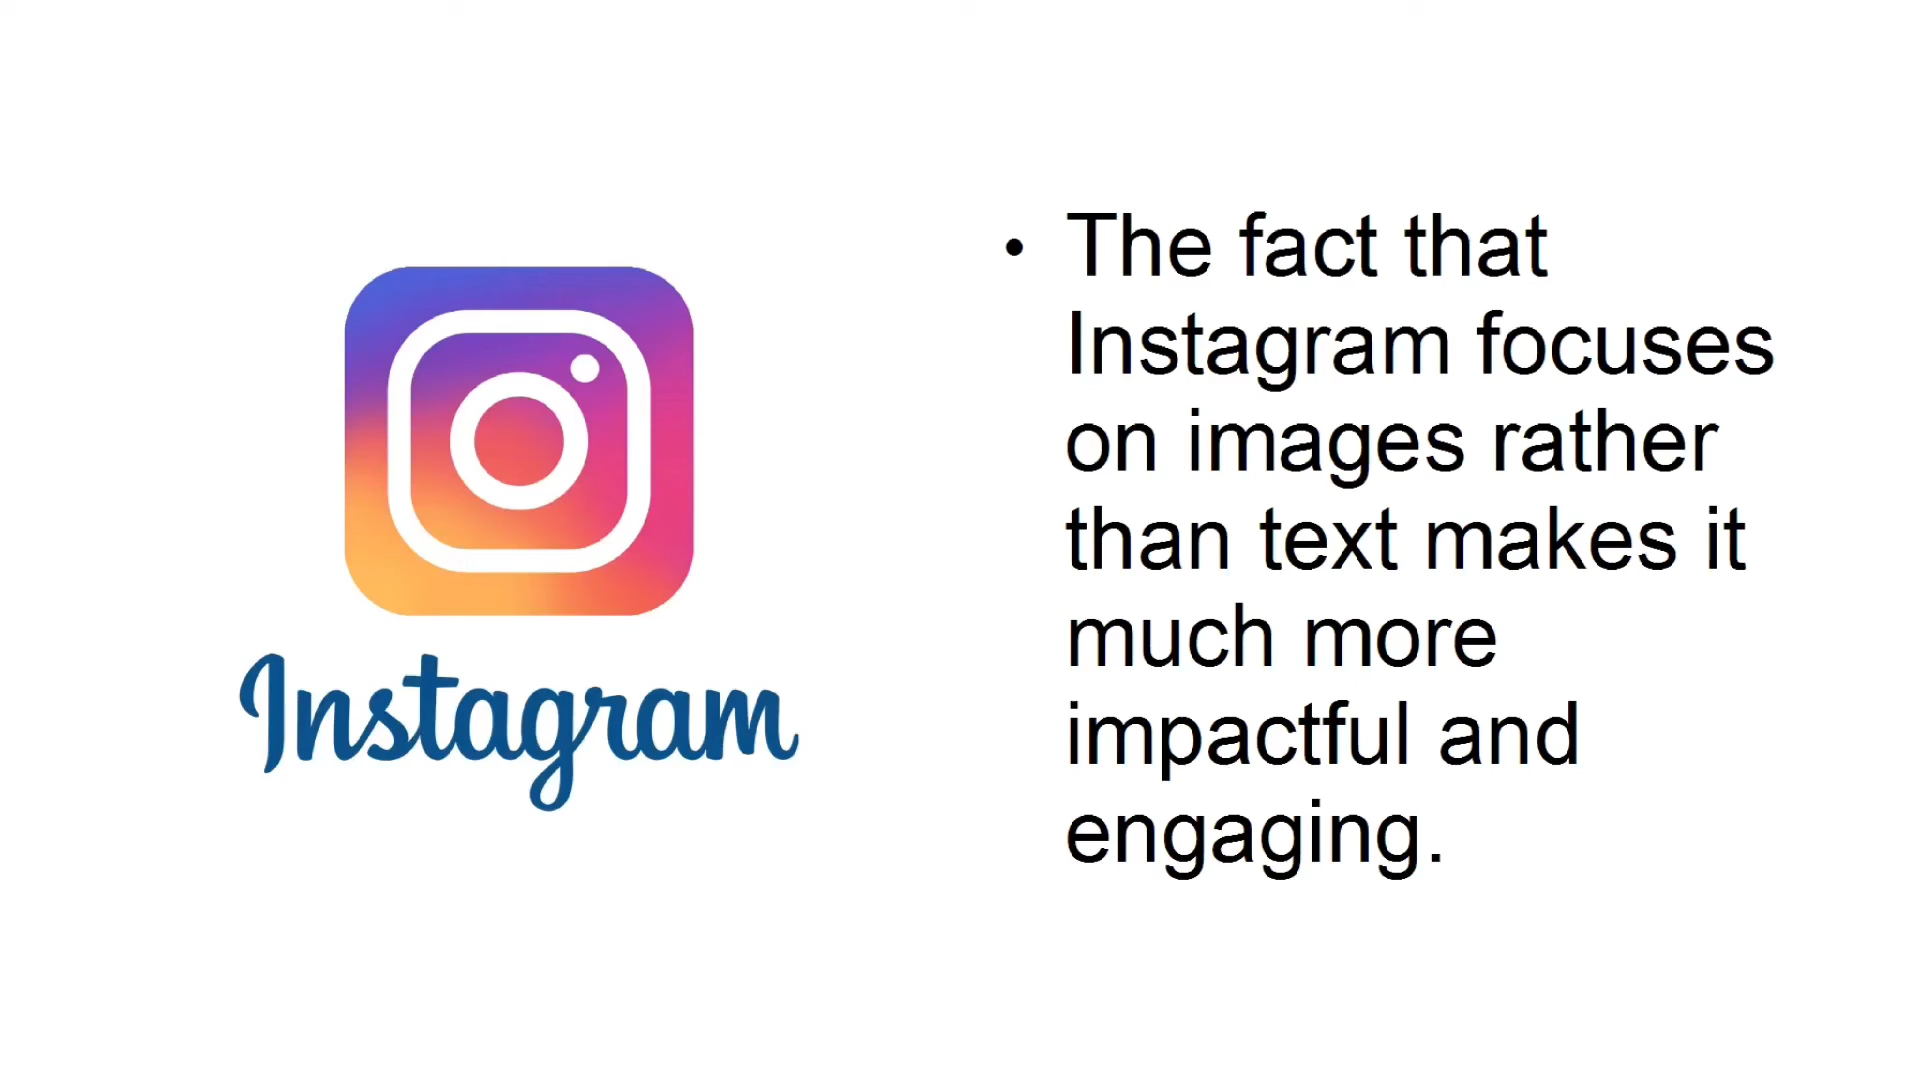 Instagram
• The fact that
Instagram focuses
on images rather
than text makes it
much more
impactful and
engaging.